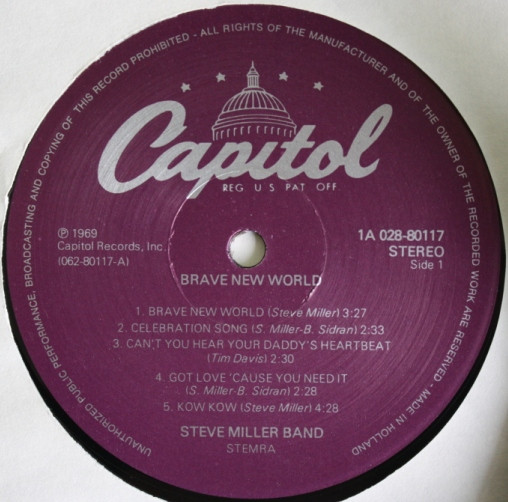 UNAUTHORIZED PUBLIC PERFORMANCE, BROADCASTING AND COPYING OF THIS RECORD PROHIBITED - ALL RIGHTS OF THE MANUFACTURER AND OF THE OWNER OF THE RECORDED WORK ARE RESERVED - MADE IN HOLLAND
Capitol
REG. U.S. PAT. OFF.
℗ 1969
Capitol Records, Inc.
(062-80117-A)
1A 028-80117
STEREO
Side 1
BRAVE NEW WORLD
1. BRAVE NEW WORLD (Steve Miller) 3:27
2. CELEBRATION SONG (S. Miller-B. Sidran) 2:33
3. CAN'T YOU HEAR YOUR DADDY'S HEARTBEAT
(Tim Davis) 2:30
4. GOT LOVE 'CAUSE YOU NEED IT
(S. Miller-B. Sidran) 2:28
5. KOW KOW (Steve Miller) 4:28
STEVE MILLER BAND
STEMRA